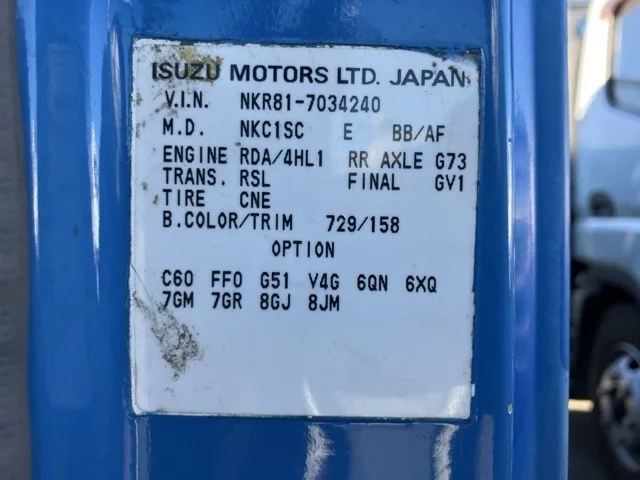 ISUZU MOTORS LTD. JAPAN
V.I.N. NKR81-7034240
M.D. NKC1SC E BB/AF
ENGINE RDA/4HL1 RR AXLE G73
TRANS. RSL FINAL GV1
TIRE CNE
B.COLOR/TRIM 729/158
OPTION
C60 FF0 G51 V4G 6QN 6XQ
7GM 7GR 8GJ 8JM